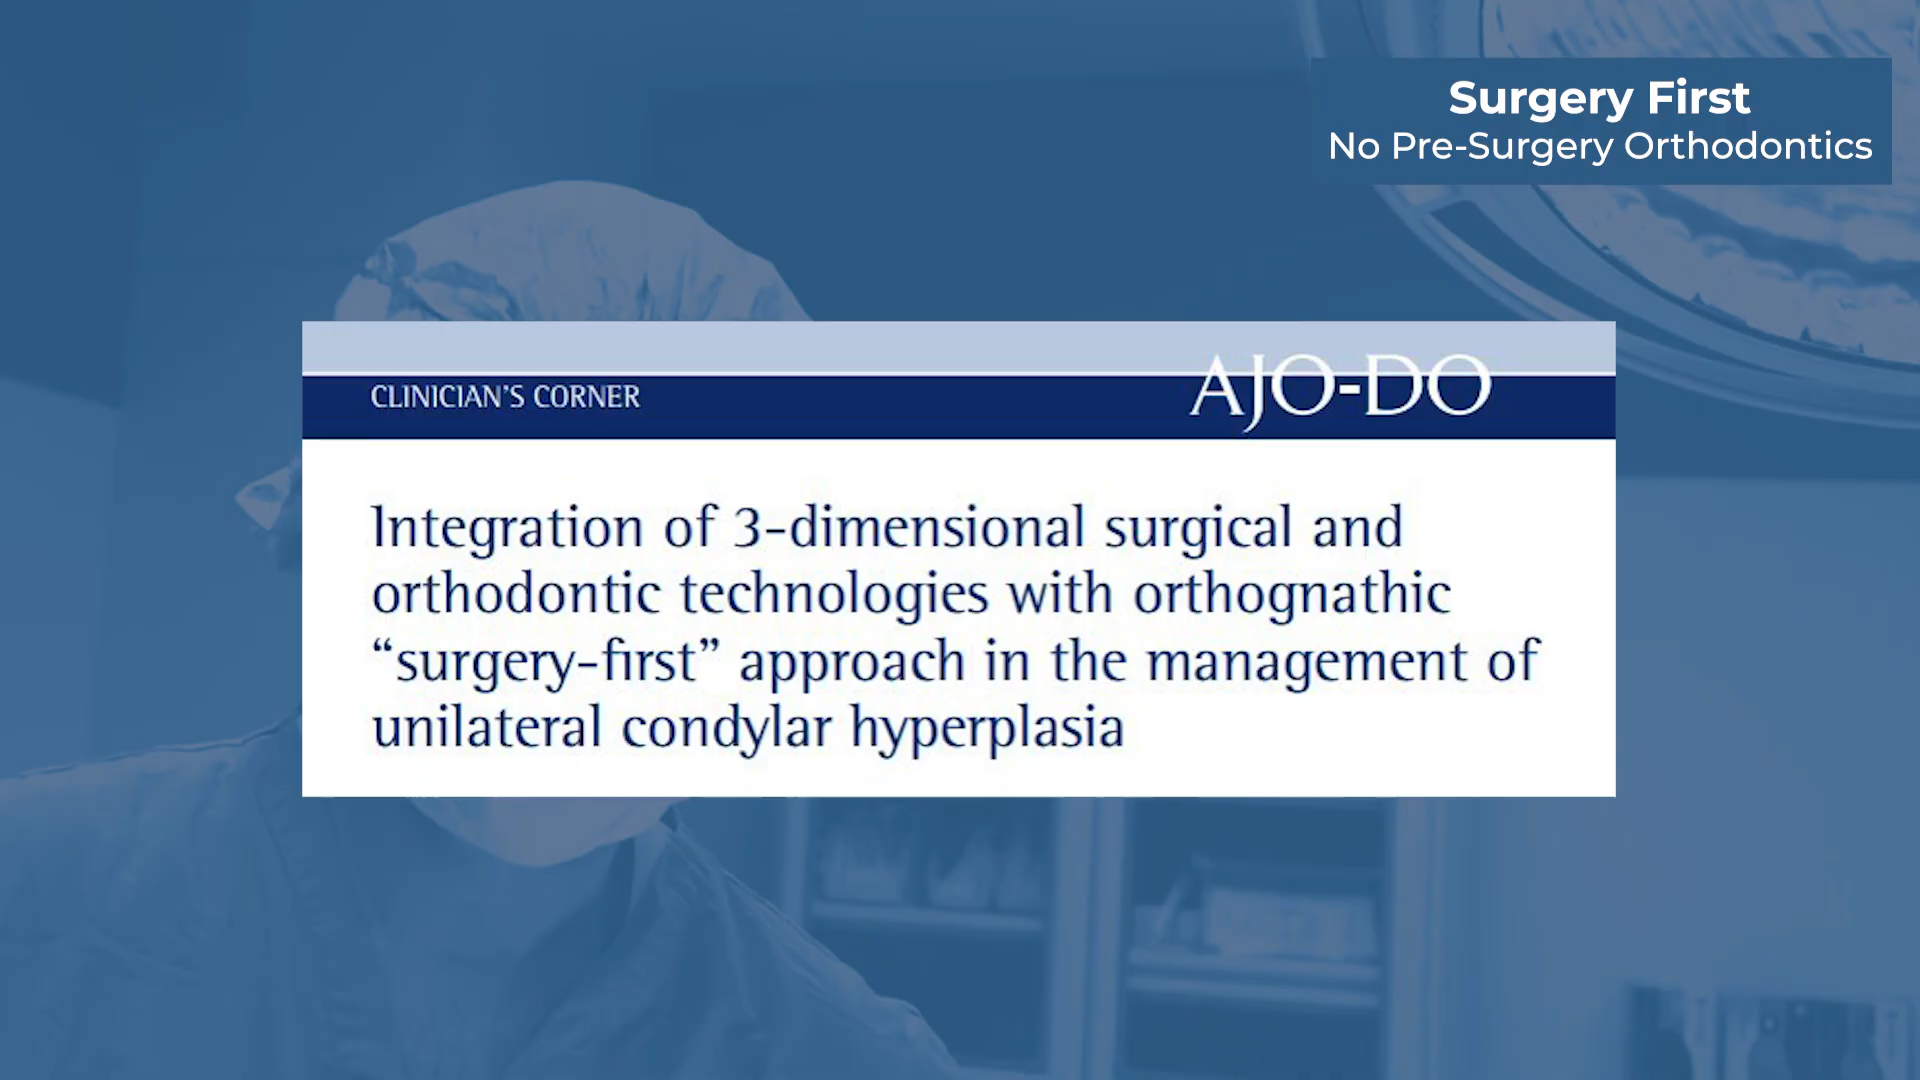 Surgery First
No Pre-Surgery Orthodontics
CLINICIAN'S CORNER
AJO-DO
Integration of 3-dimensional surgical and
orthodontic technologies with orthognathic
“surgery-first” approach in the management of
unilateral condylar hyperplasia